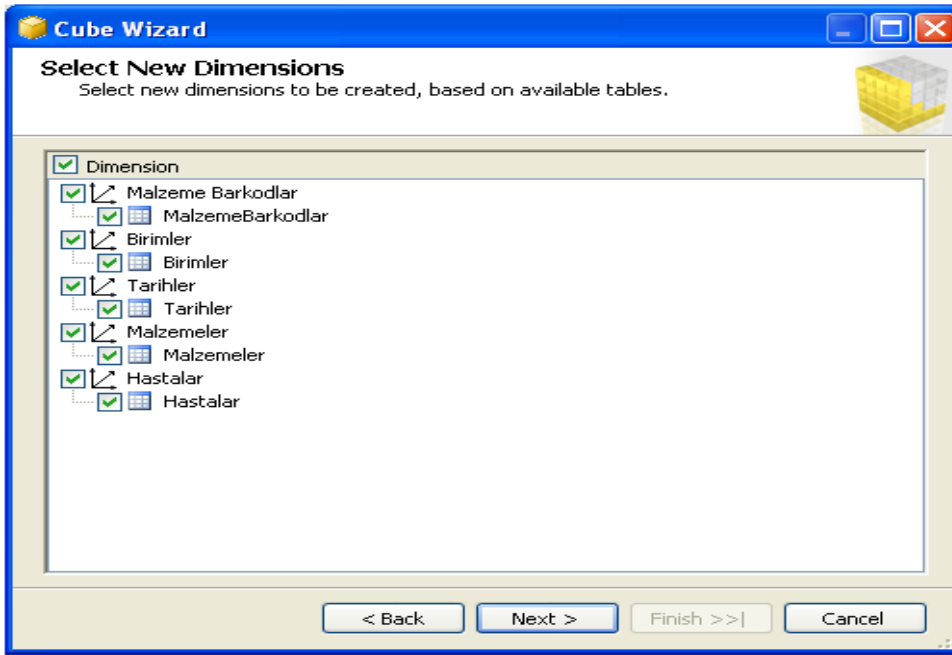 Cube Wizard
Select New Dimensions
Select new dimensions to be created, based on available tables.
Dimension
Malzeme Barkodlar
MalzemeBarkodlar
Birimler
Birimler
Tarihler
Tarihler
Malzemeler
Malzemeler
Hastalar
Hastalar
< Back
Next >
Finish >>|
Cancel